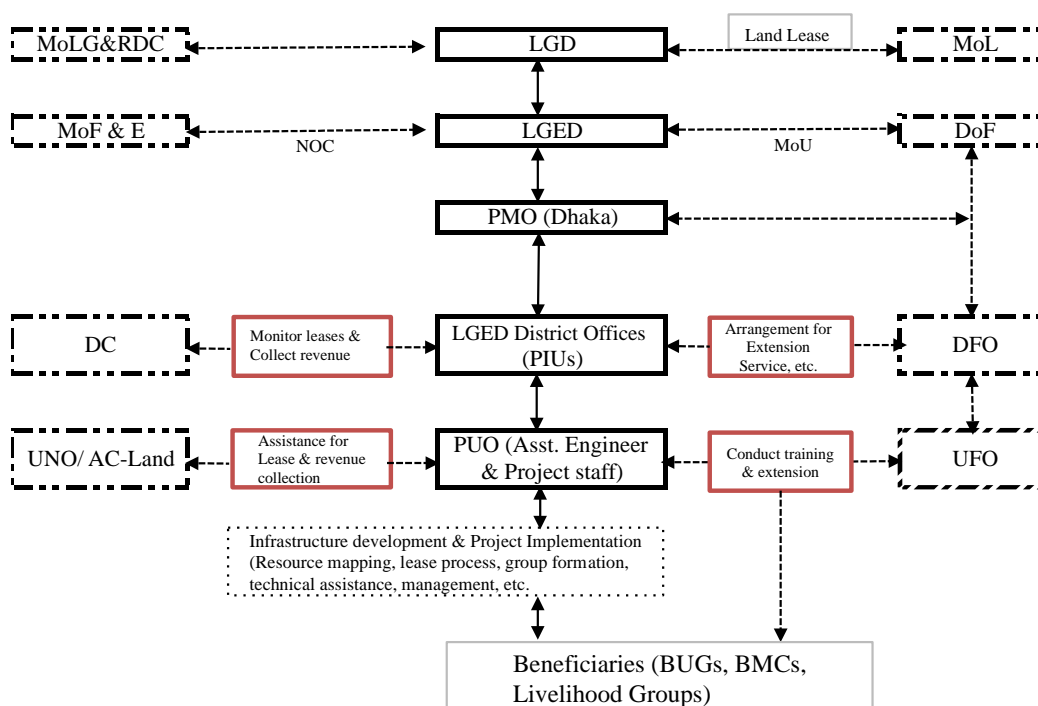 MoLG&RDC
LGD
Land Lease
MoL
MoF & E
NOC
LGED
MoU
DoF
PMO (Dhaka)
DC
Monitor leases &
Collect revenue
LGED District Offices
(PIUs)
Arrangement for
Extension
Service, etc.
DFO
UNO/ AC-Land
Assistance for
Lease & revenue
collection
PUO (Asst. Engineer
& Project staff)
Conduct training
& extension
UFO
Infrastructure development & Project Implementation
(Resource mapping, lease process, group formation,
technical assistance, management, etc.
Beneficiaries (BUGs, BMCs,
Livelihood Groups)